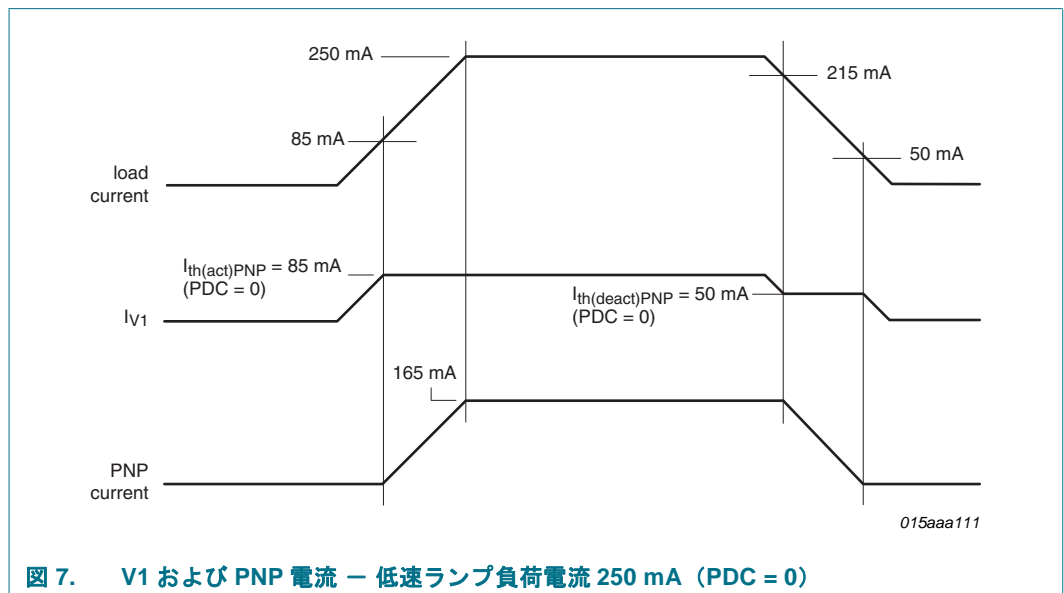 250 mA
215 mA
85 mA
50 mA
load
current
Ith(act)PNP = 85 mA
(PDC = 0)
Ith(deact)PNP = 50 mA
(PDC = 0)
IV1
165 mA
PNP
current
015aaa111
図 7. V1 および PNP 電流 － 低速ランプ負荷電流 250 mA（PDC = 0）